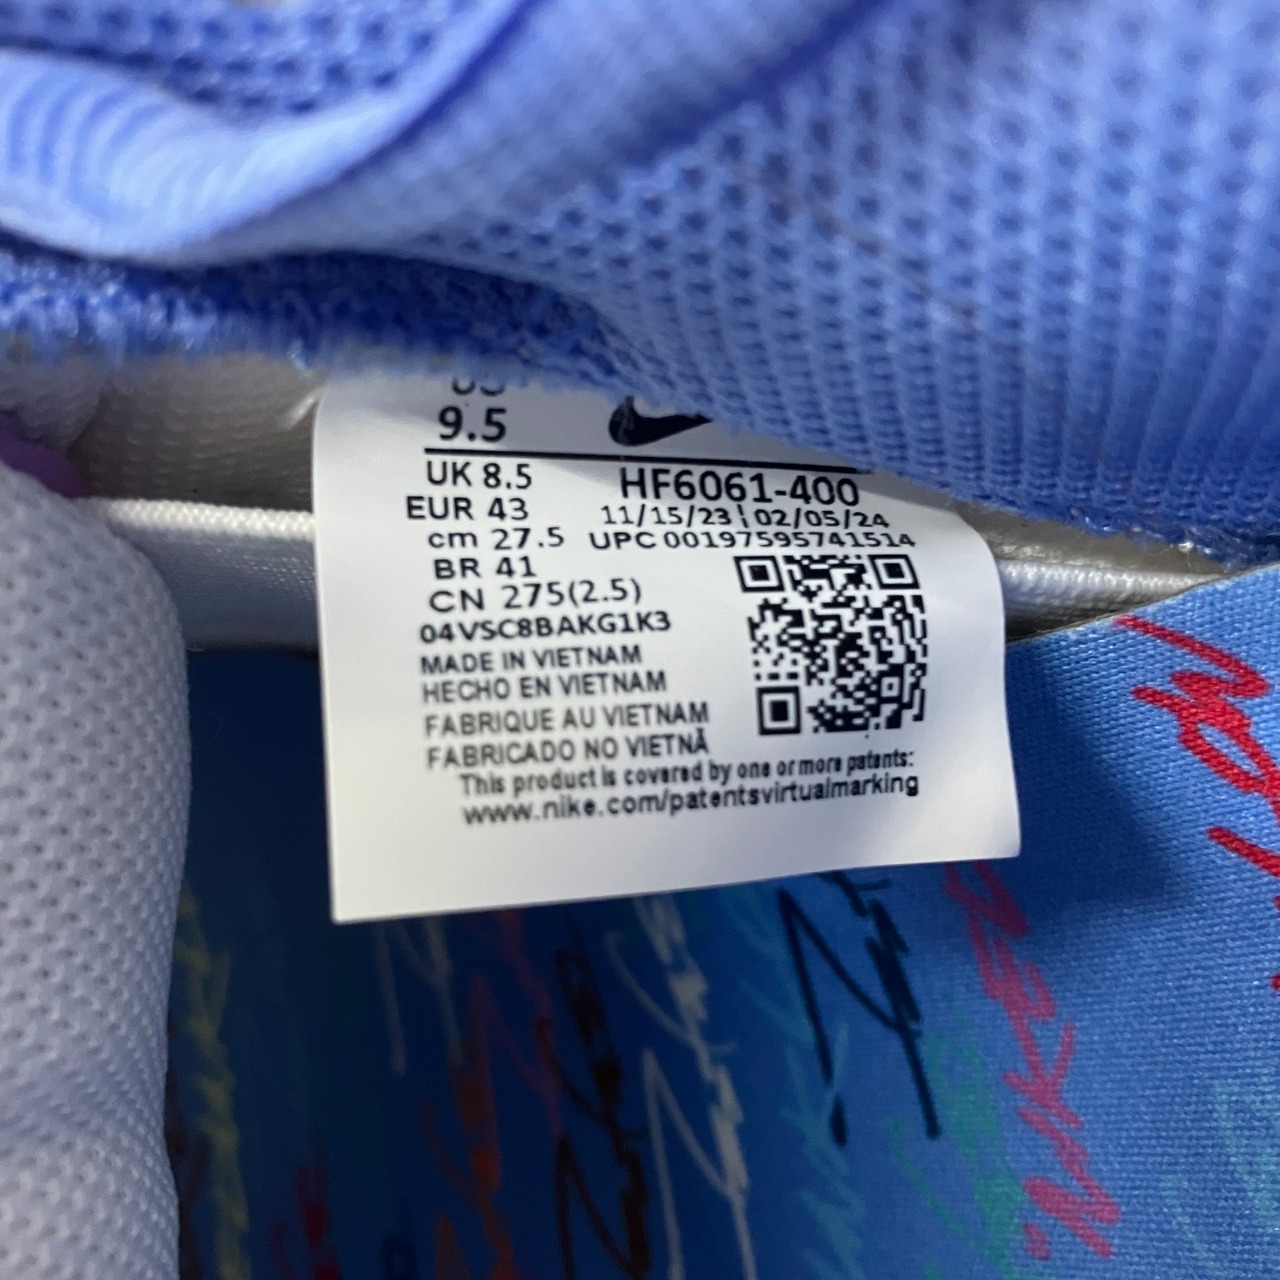 US
9.5
UK 8.5
HF6061-400
EUR 43
11/15/23 | 02/05/24
cm 27.5
UPC 00197595741514
BR 41
CN 275(2.5)
04VSC8BAKG1K3
MADE IN VIETNAM
HECHO EN VIETNAM
FABRIQUE AU VIETNAM
FABRICADO NO VIETNÃ
This product is covered by one or more patents:
www.nike.com/patentsvirtualmarking